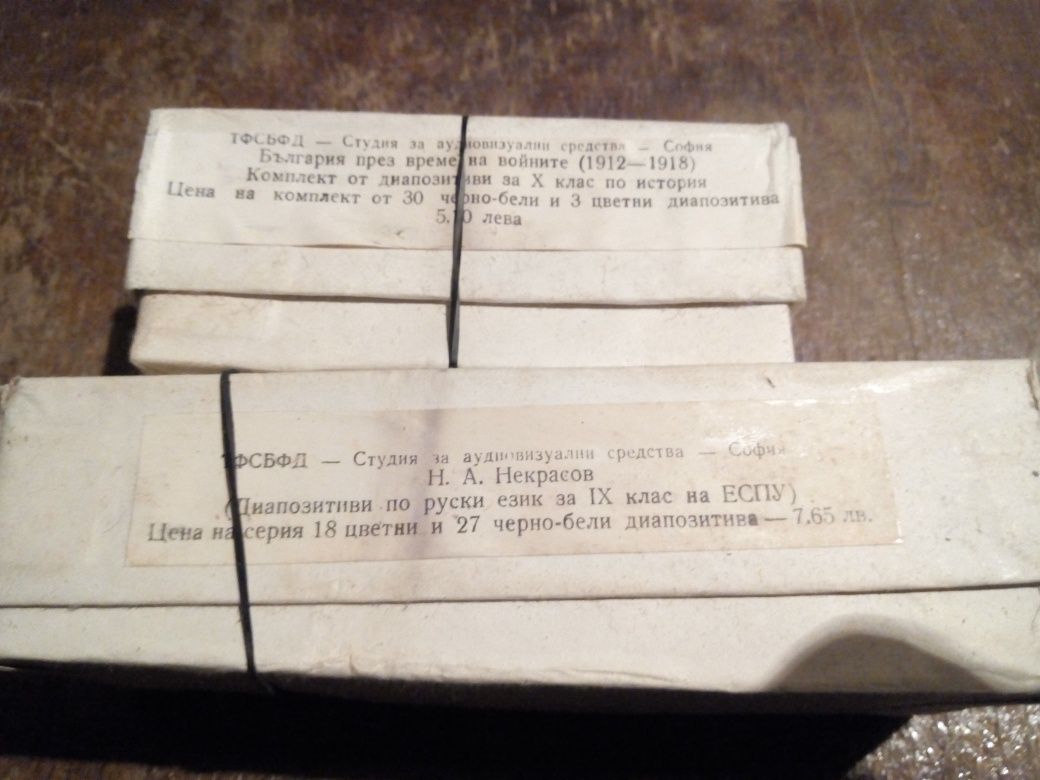 ТФСБФД — Студия за аудиовизуални средства — София
България през време на войните (1912—1918)
Комплект от диапозитиви за X клас по история
Цена на комплект от 30 черно-бели и 3 цветни диапозитива
5.10 лева
ТФСБФД — Студия за аудиовизуални средства — София
Н. А. Некрасов
(Диапозитиви по руски език за IX клас на ЕСПУ)
Цена на серия 18 цветни и 27 черно-бели диапозитива — 7.65 лв.